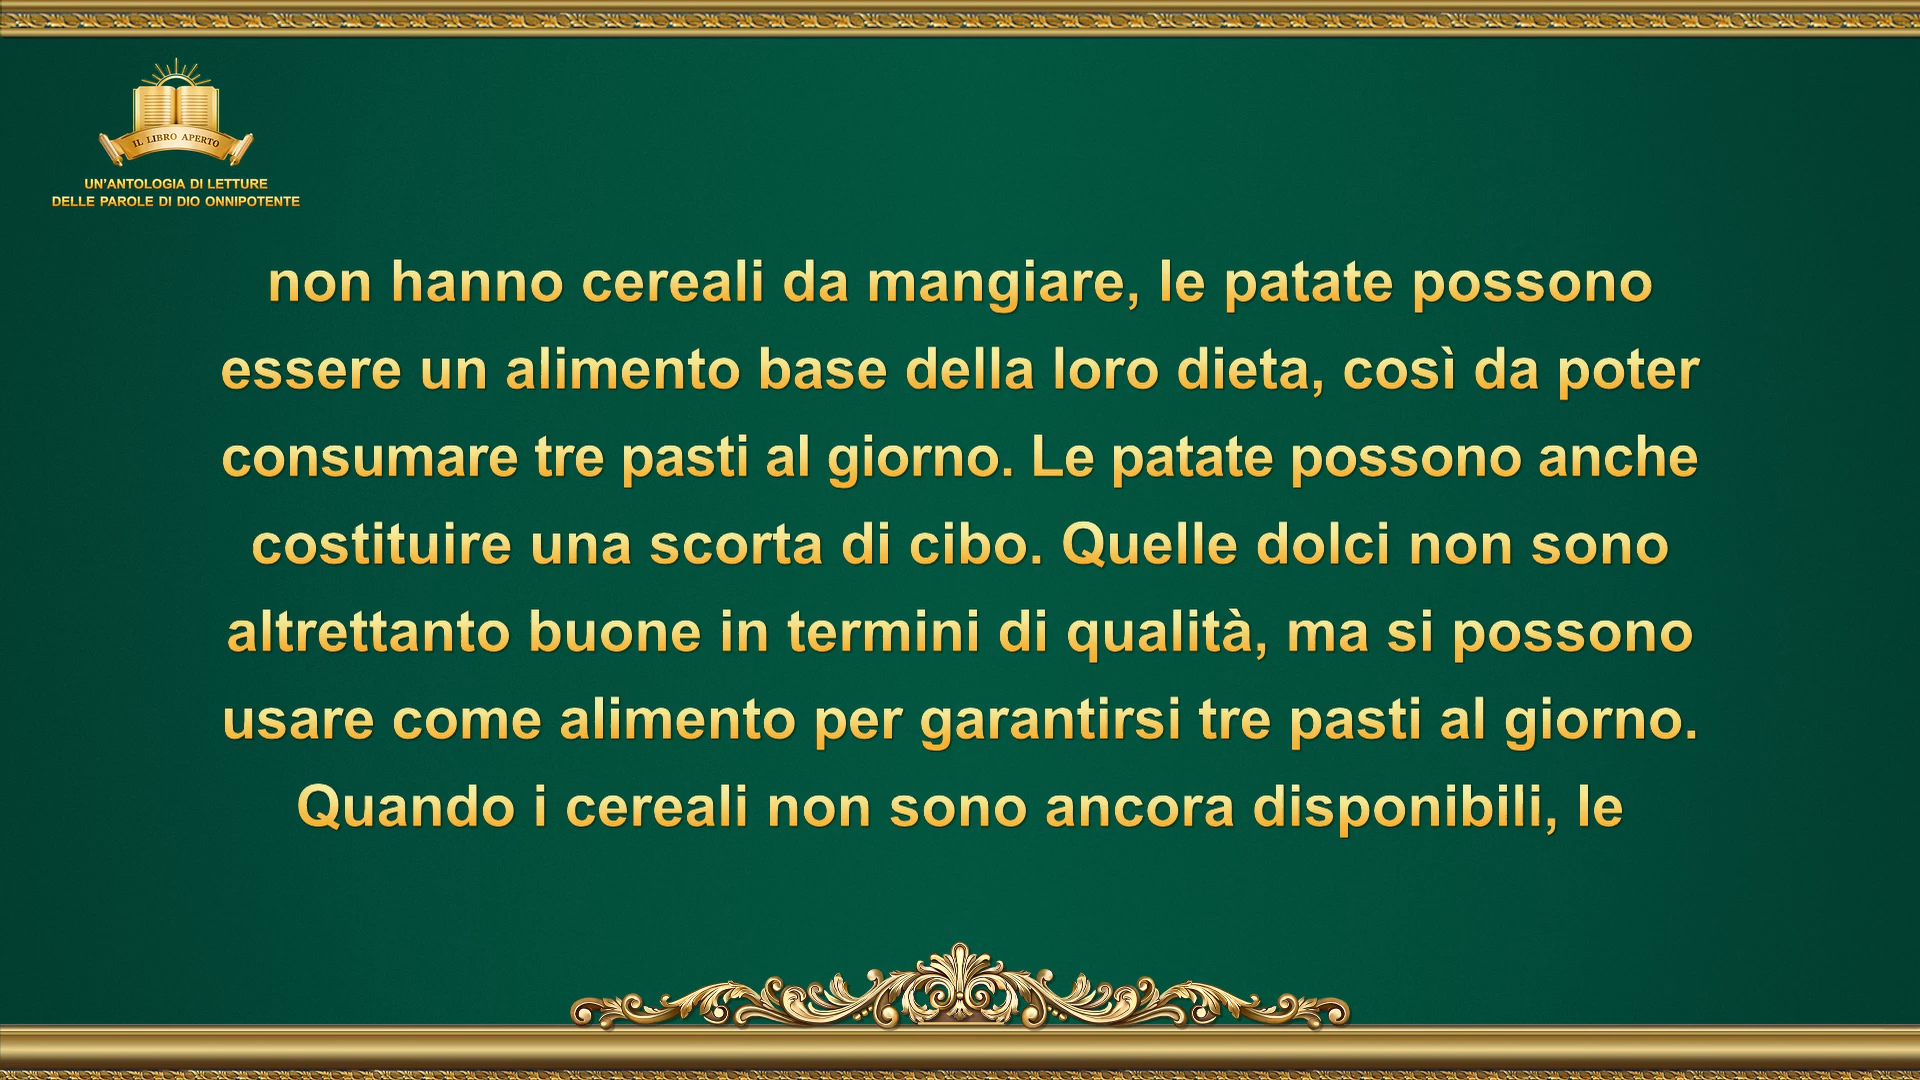 IL LIBRO APERTO
UN'ANTOLOGIA DI LETTURE
DELLE PAROLE DI DIO ONNIPOTENTE
non hanno cereali da mangiare, le patate possono
essere un alimento base della loro dieta, così da poter
consumare tre pasti al giorno. Le patate possono anche
costituire una scorta di cibo. Quelle dolci non sono
altrettanto buone in termini di qualità, ma si possono
usare come alimento per garantirsi tre pasti al giorno.
Quando i cereali non sono ancora disponibili, le